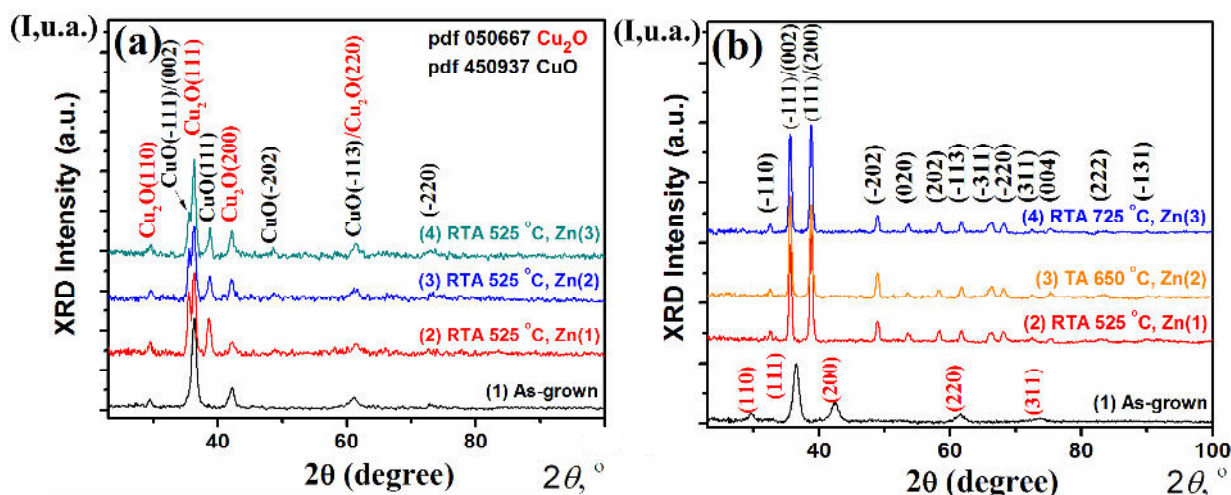 (I,u.a.)
(a)
pdf 050667 Cu₂O
pdf 450937 CuO
Cu₂O(110)
CuO(-111)/(002)
Cu₂O(111)
CuO(111)
Cu₂O(200)
CuO(-202)
CuO(-113)/Cu₂O(220)
(-220)
(4) RTA 525 °C, Zn(3)
(3) RTA 525 °C, Zn(2)
(2) RTA 525 °C, Zn(1)
(1) As-grown
XRD Intensity (a.u.)
40 60 80
2θ (degree)
2θ, °
(I,u.a.)
(b)
(-110)
(-111)/(002)
(111)/(200)
(-202)
(020)
(202)
(-113)
(-311)
(-220)
(311)
(004)
(222)
(-131)
(4) RTA 725 °C, Zn(3)
(3) TA 650 °C, Zn(2)
(2) RTA 525 °C, Zn(1)
(110)
(111)
(200)
(220)
(311)
(1) As-grown
XRD Intensity (a.u.)
40 60 80 100
2θ (degree)
2θ, °